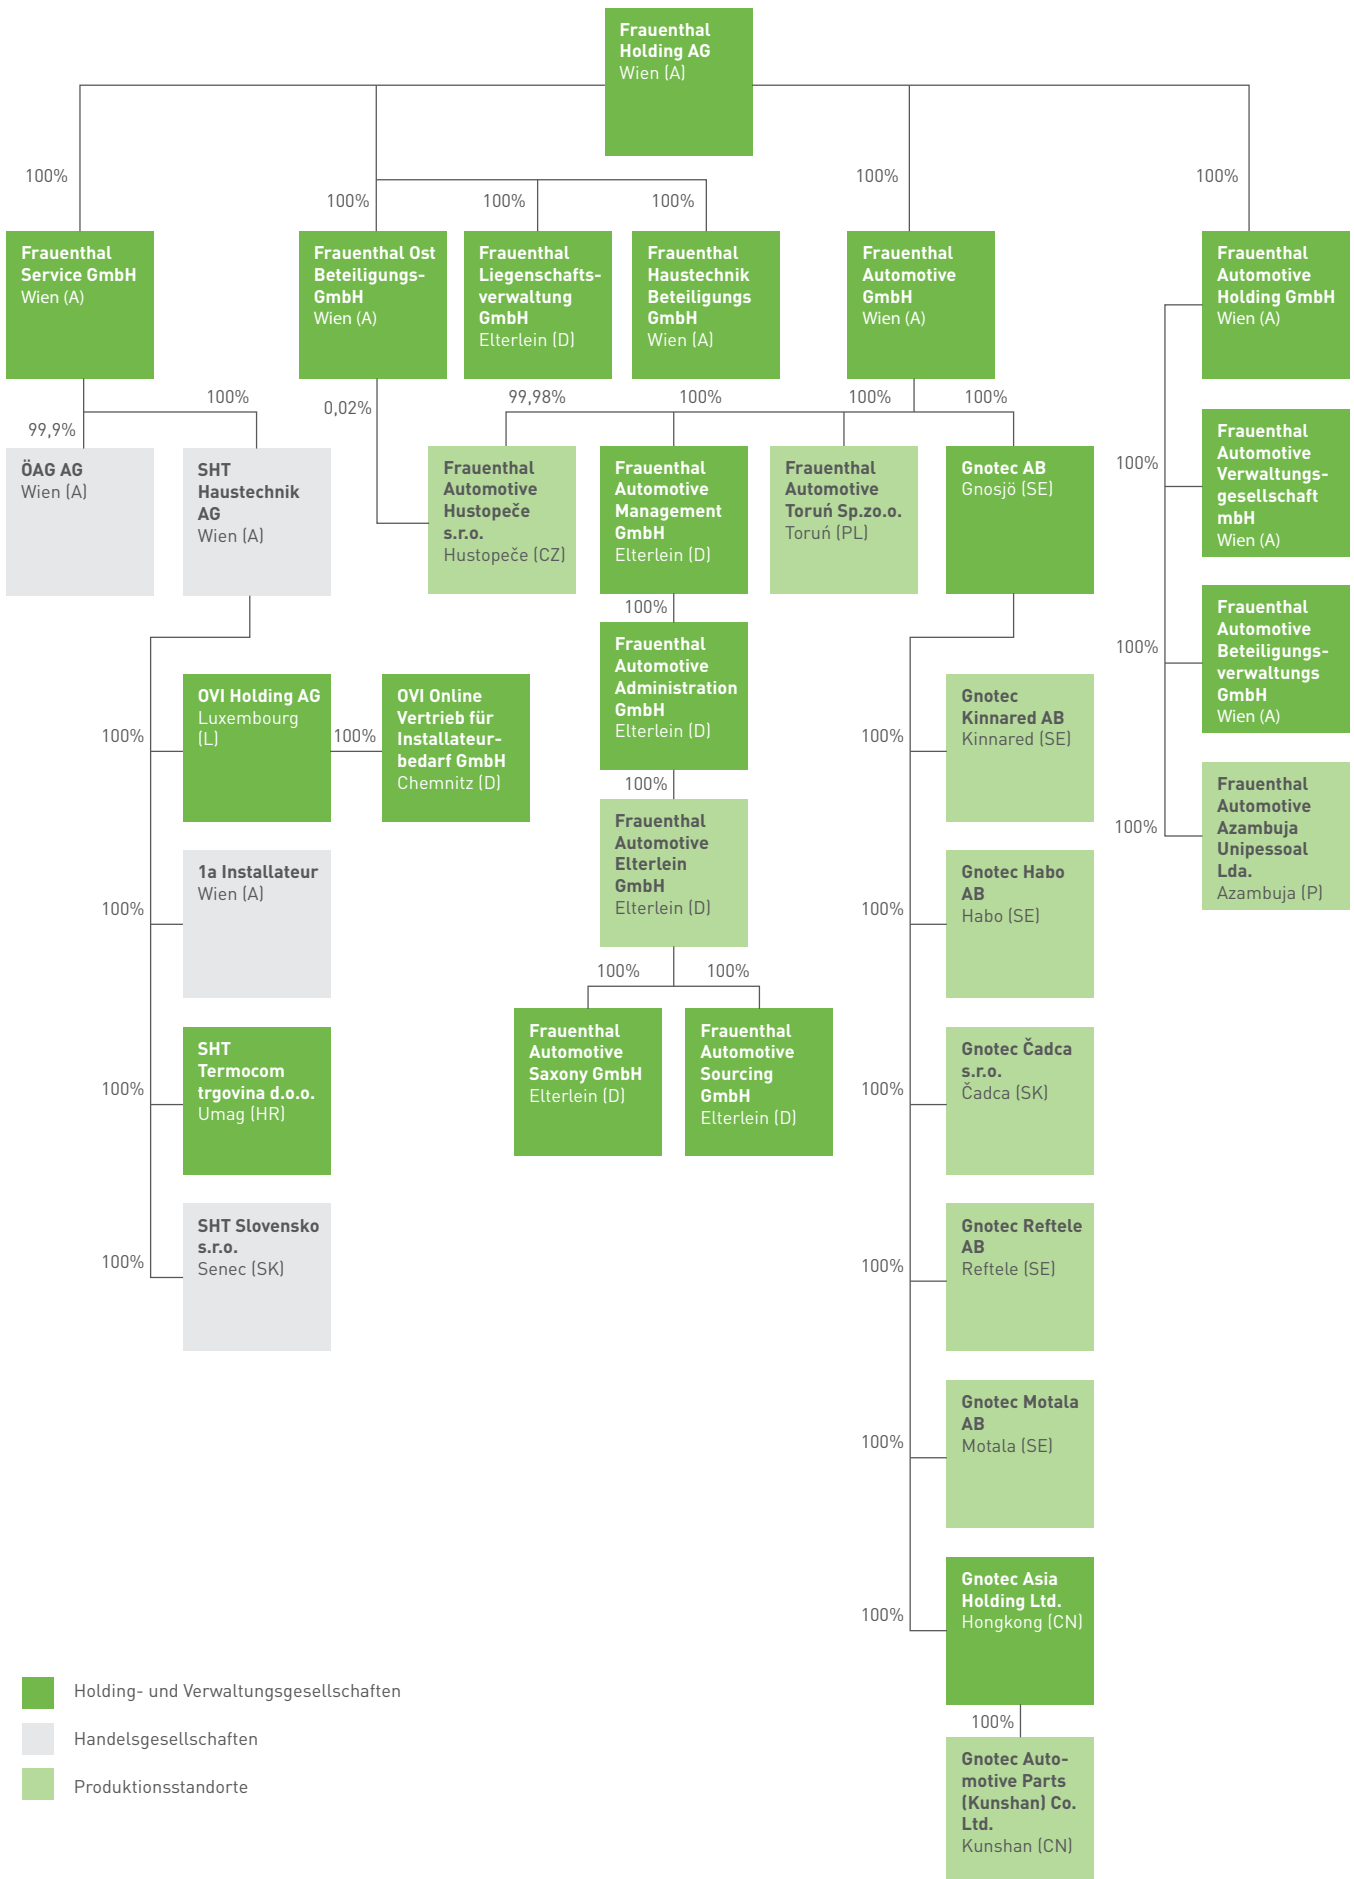 Frauenthal
Holding AG
Wien (A)
100%
100%
100%
100%
100%
100%
Frauenthal
Service GmbH
Wien (A)
Frauenthal Ost
Beteiligungs-
GmbH
Wien (A)
Frauenthal
Liegenschafts-
verwaltung
GmbH
Elterlein (D)
Frauenthal
Haustechnik
Beteiligungs
GmbH
Wien (A)
Frauenthal
Automotive
GmbH
Wien (A)
Frauenthal
Automotive
Holding GmbH
Wien (A)
99,9%
100%
0,02%
99,98%
100%
100%
100%
ÖAG AG
Wien (A)
SHT
Haustechnik
AG
Wien (A)
Frauenthal
Automotive
Hustopeče
s.r.o.
Hustopeče (CZ)
Frauenthal
Automotive
Management
GmbH
Elterlein (D)
Frauenthal
Automotive
Toruń Sp.zo.o.
Toruń (PL)
Gnotec AB
Gnosjö (SE)
100%
Frauenthal
Automotive
Verwaltungs-
gesellschaft
mbH
Wien (A)
100%
Frauenthal
Automotive
Administration
GmbH
Elterlein (D)
100%
Frauenthal
Automotive
Beteiligungs-
verwaltungs
GmbH
Wien (A)
100%
OVI Holding AG
Luxembourg
(L)
100%
OVI Online
Vertrieb für
Installateur-
bedarf GmbH
Chemnitz (D)
100%
Gnotec
Kinnared AB
Kinnared (SE)
100%
Frauenthal
Automotive
Elterlein
GmbH
Elterlein (D)
100%
Frauenthal
Automotive
Azambuja
Unipessoal
Lda.
Azambuja (P)
100%
1a Installateur
Wien (A)
100%
Gnotec Habo
AB
Habo (SE)
100%
100%
Frauenthal
Automotive
Saxony GmbH
Elterlein (D)
Frauenthal
Automotive
Sourcing
GmbH
Elterlein (D)
100%
SHT
Termocom
trgovina d.o.o.
Umag (HR)
100%
Gnotec Čadca
s.r.o.
Čadca (SK)
100%
SHT Slovensko
s.r.o.
Senec (SK)
100%
Gnotec Reftele
AB
Reftele (SE)
100%
Gnotec Motala
AB
Motala (SE)
100%
Gnotec Asia
Holding Ltd.
Hongkong (CN)
100%
Gnotec Auto-
motive Parts
(Kunshan) Co.
Ltd.
Kunshan (CN)
Holding- und Verwaltungsgesellschaften
Handelsgesellschaften
Produktionsstandorte